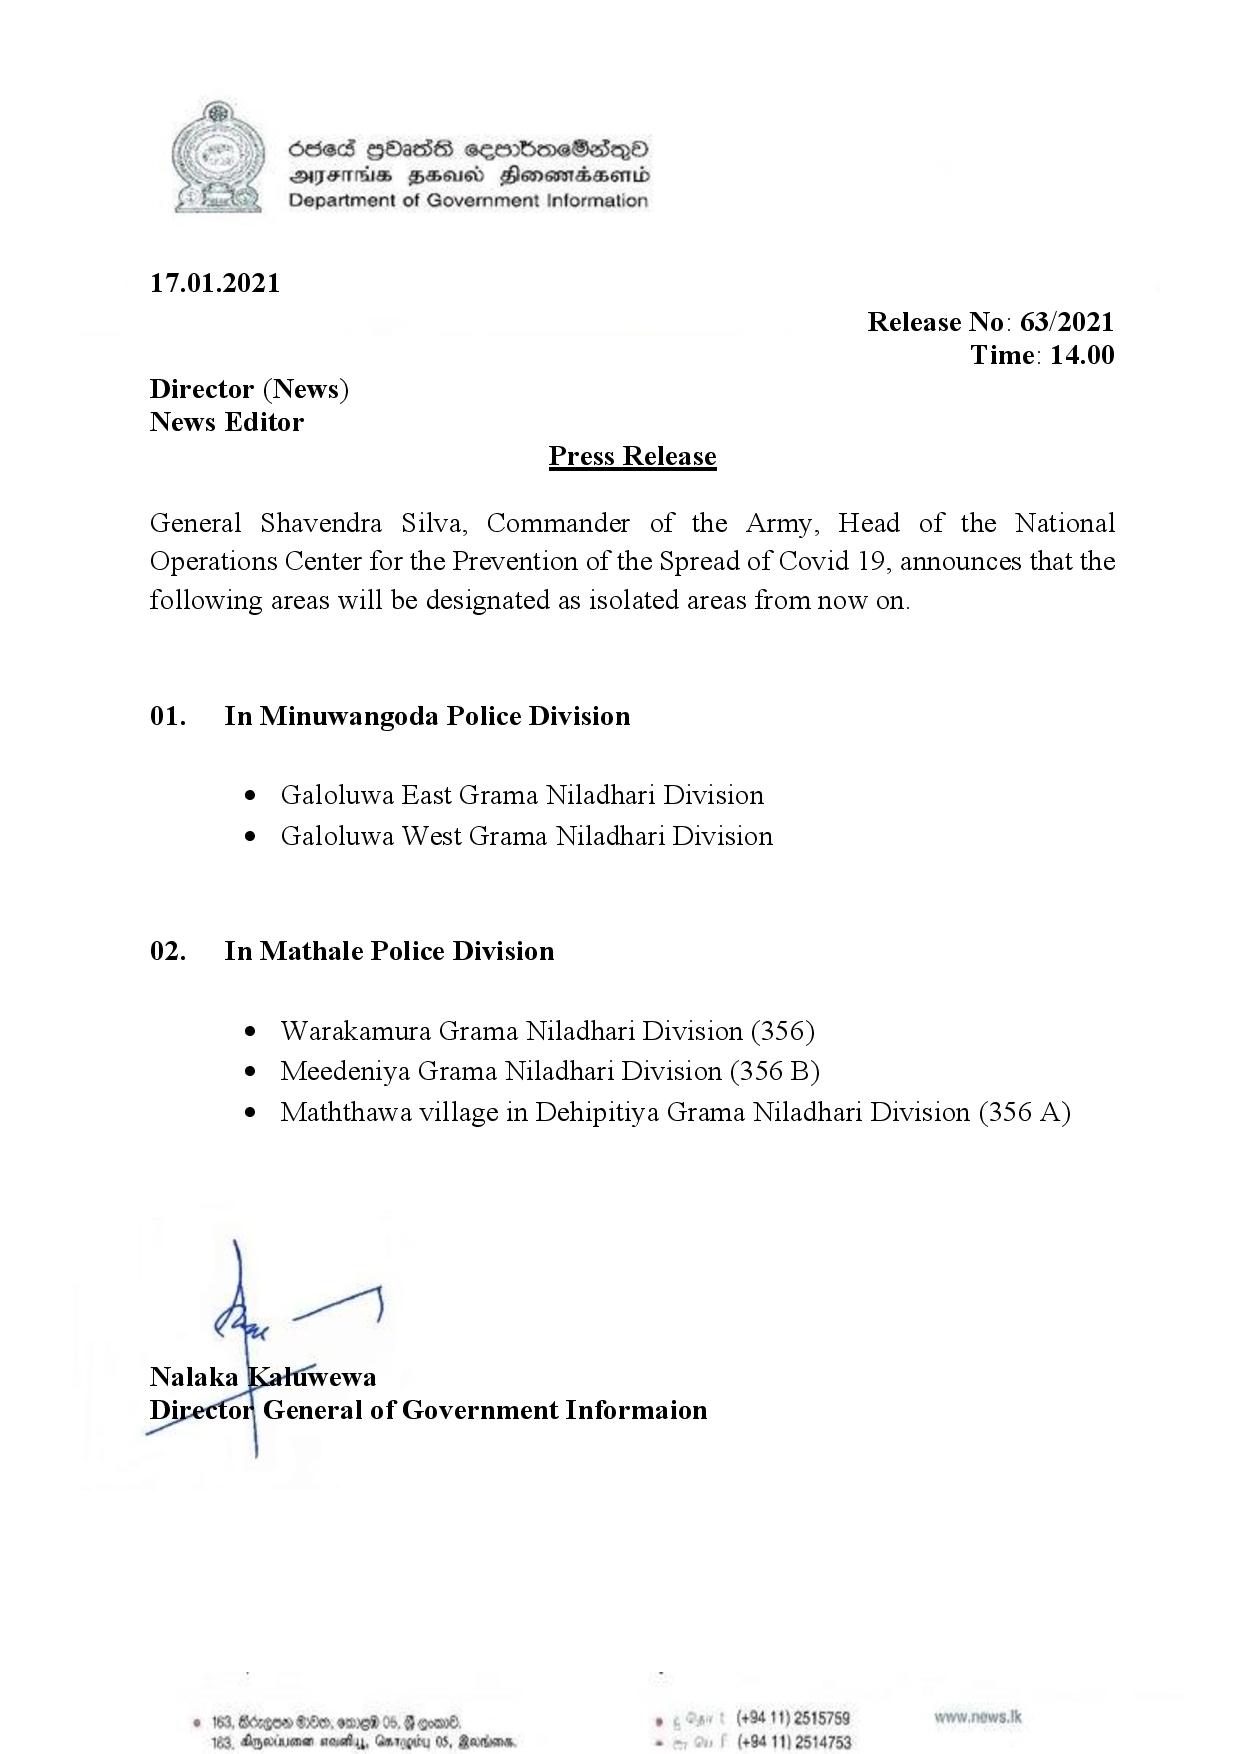 රජයේ ප්‍රවෘත්ති දෙපාර්තමේන්තුව
அரசாங்க தகவல் திணைக்களம்
Department of Government Information
17.01.2021
Release No: 63/2021
Time: 14.00
Director (News)
News Editor
Press Release
General Shavendra Silva, Commander of the Army, Head of the National
Operations Center for the Prevention of the Spread of Covid 19, announces that the
following areas will be designated as isolated areas from now on.
01. In Minuwangoda Police Division
• Galoluwa East Grama Niladhari Division
• Galoluwa West Grama Niladhari Division
02. In Mathale Police Division
• Warakamura Grama Niladhari Division (356)
• Meedeniya Grama Niladhari Division (356 B)
• Maththawa village in Dehipitiya Grama Niladhari Division (356 A)
Nalaka Kaluwewa
Director General of Government Informaion
163, කිරුලපන මාවත, කොළඹ 05, ශ්‍රී ලංකාව.
163, கிருலப்பனை எவனியூ, கொழும்பு 05, இலங்கை.
(+94 11) 2515759
(+94 11) 2514753
www.news.lk